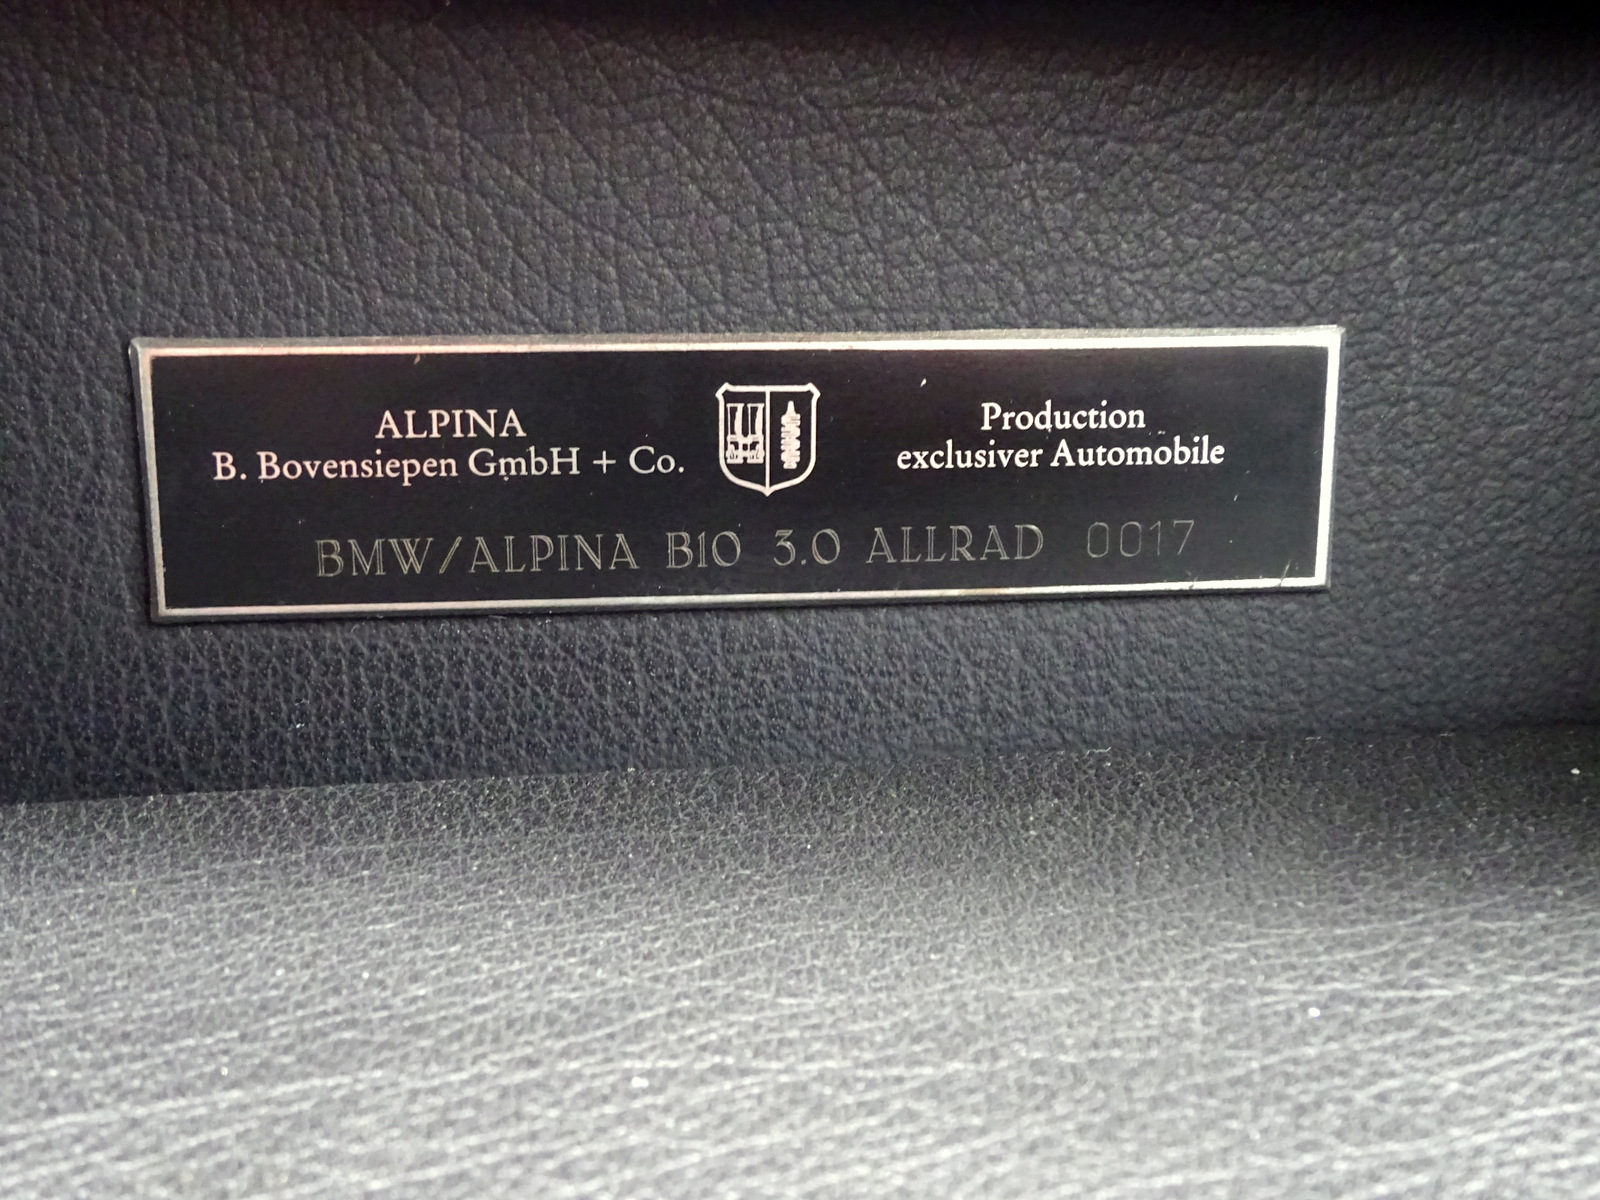 ALPINA
B. Bovensiepen GmbH + Co.
Production
exclusiver Automobile
BMW/ALPINA B10 3.0 ALLRAD 0017